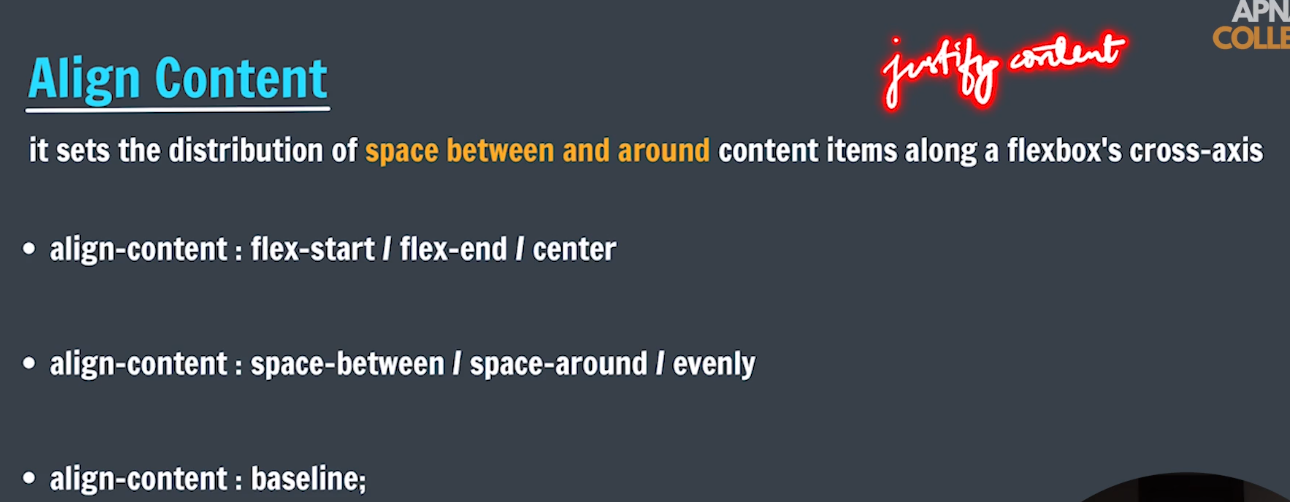 APN
COLLE
justify content
Align Content
it sets the distribution of space between and around content items along a flexbox's cross-axis
• align-content : flex-start / flex-end / center
• align-content : space-between / space-around / evenly
• align-content : baseline;